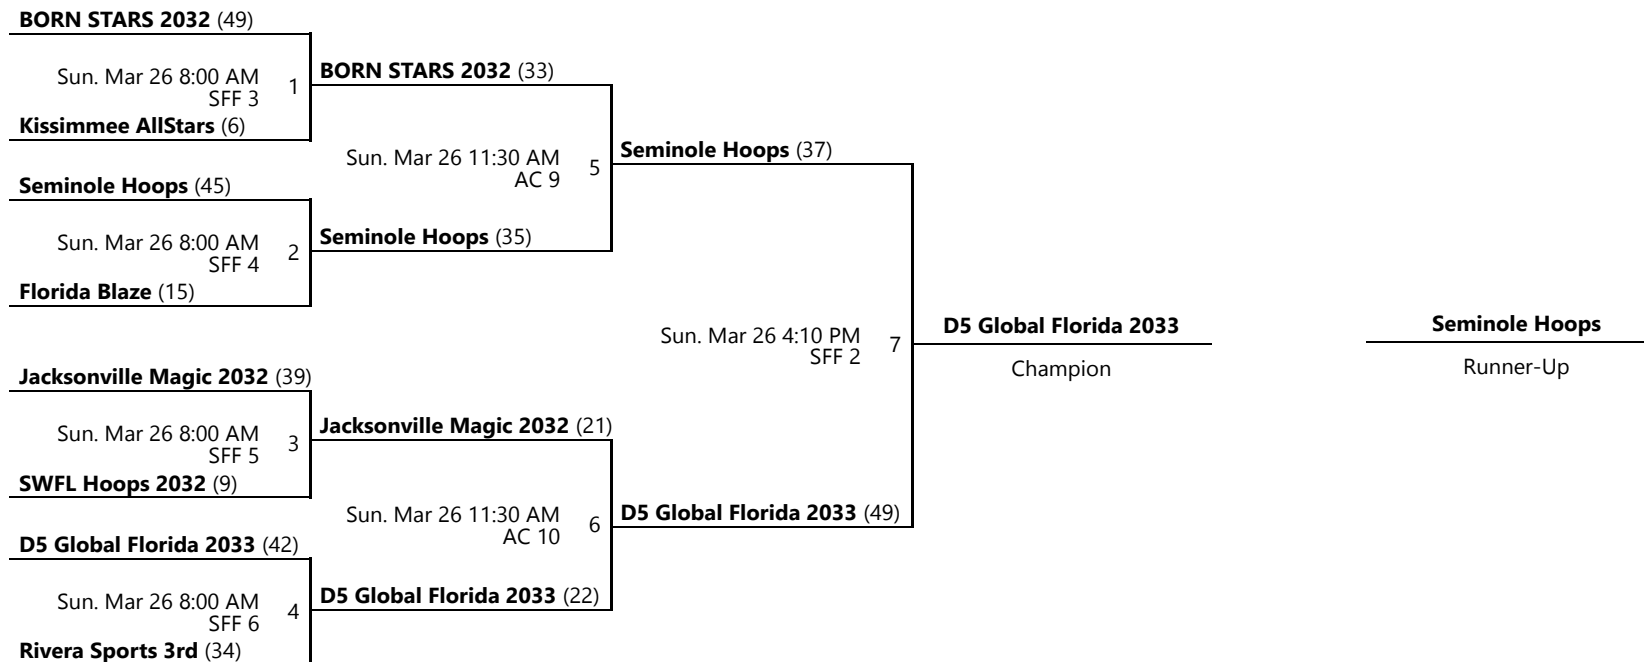 BORN STARS 2032 (49)
Sun. Mar 26 8:00 AM
SFF 3
1
Kissimmee AllStars (6)
Seminole Hoops (45)
Sun. Mar 26 8:00 AM
SFF 4
2
Florida Blaze (15)
Jacksonville Magic 2032 (39)
Sun. Mar 26 8:00 AM
SFF 5
3
SWFL Hoops 2032 (9)
D5 Global Florida 2033 (42)
Sun. Mar 26 8:00 AM
SFF 6
4
Rivera Sports 3rd (34)
BORN STARS 2032 (33)
Sun. Mar 26 11:30 AM
AC 9
5
Seminole Hoops (35)
Jacksonville Magic 2032 (21)
Sun. Mar 26 11:30 AM
AC 10
6
D5 Global Florida 2033 (22)
Seminole Hoops (37)
Sun. Mar 26 4:10 PM
SFF 2
7
D5 Global Florida 2033 (49)
D5 Global Florida 2033
Champion
Seminole Hoops
Runner-Up